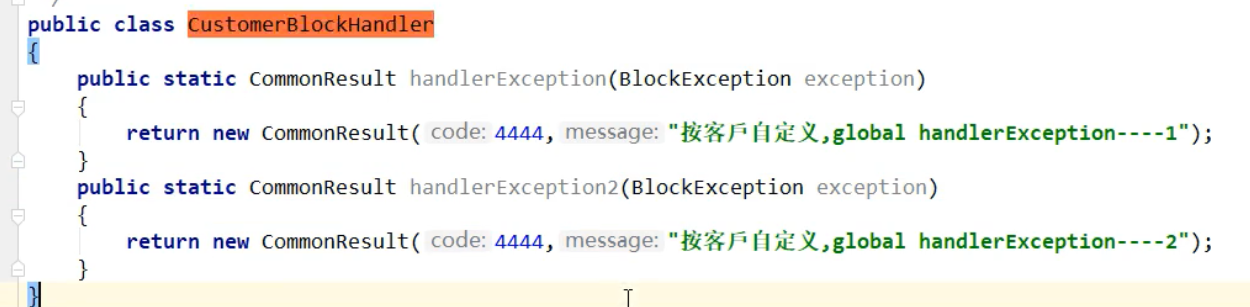 public class CustomerBlockHandler
{
public static CommonResult handlerException(BlockException exception)
{
return new CommonResult( code: 4444, message: "按客戶自定义,global handlerException----1");
}
public static CommonResult handlerException2(BlockException exception)
{
return new CommonResult( code: 4444, message: "按客戶自定义,global handlerException----2");
}
}